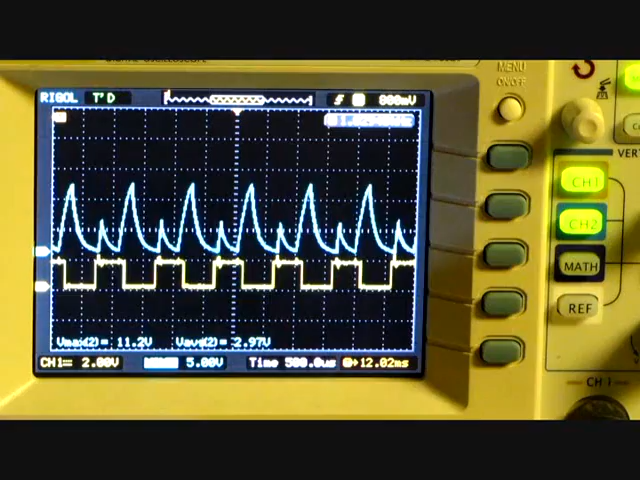 MENU
ON/OFF
RIGOL T'D 800mV
VERT
CH1
CH2
MATH
REF
Vmax(2)= 11.2V Vavg(2)= 2.97V
CH1 2.00V 5.00V Time 500.0us +12.02ms
CH 1